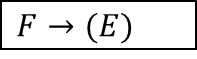 F → (E)